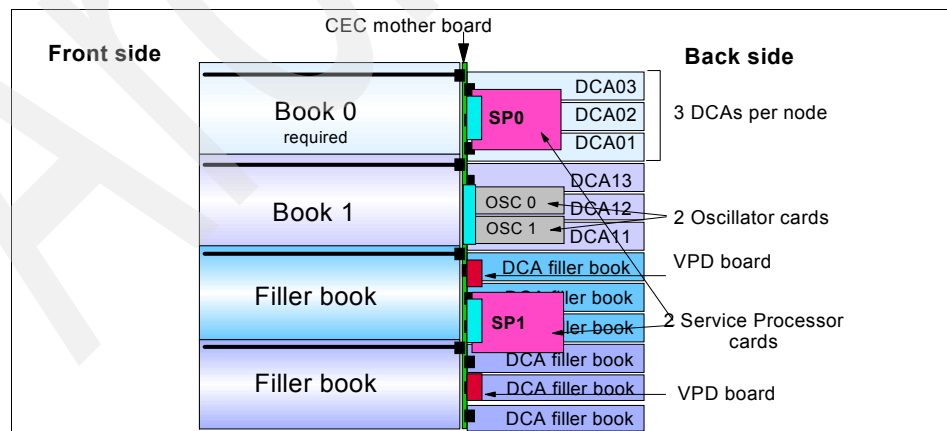 CEC mother board
Front side
Back side
Book 0
required
SP0
DCA03
DCA02
DCA01
3 DCAs per node
Book 1
OSC 0
OSC 1
DCA13
DCA12
DCA11
2 Oscillator cards
Filler book
DCA filler book
filler book
filler book
VPD board
SP1
2 Service Processor
cards
Filler book
DCA filler book
DCA filler book
DCA filler book
VPD board